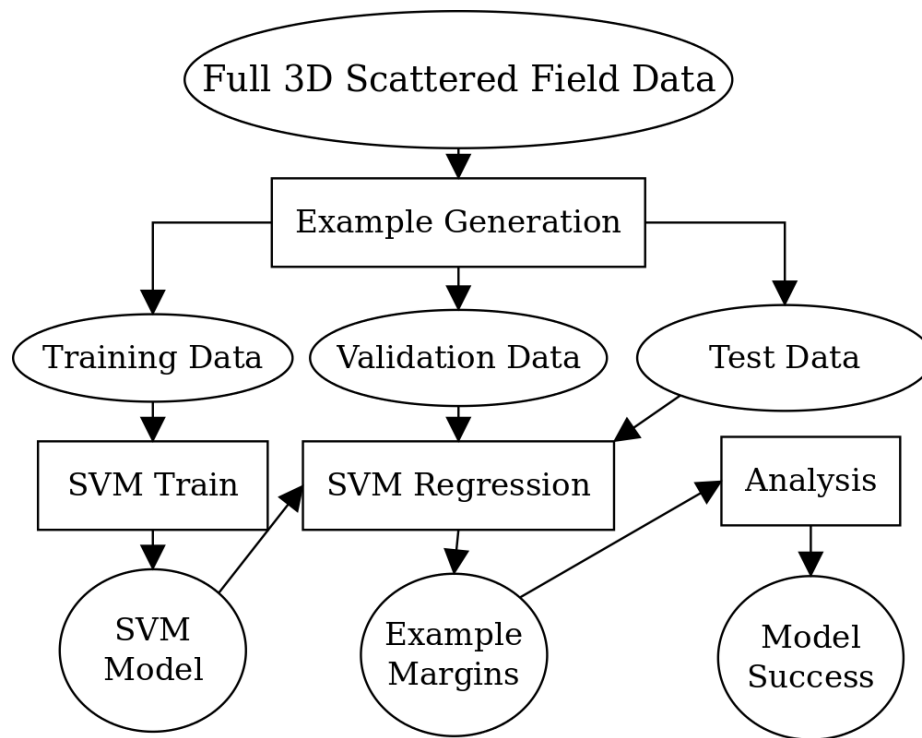 Full 3D Scattered Field Data
Example Generation
Training Data
Validation Data
Test Data
SVM Train
SVM Regression
Analysis
SVM
Model
Example
Margins
Model
Success